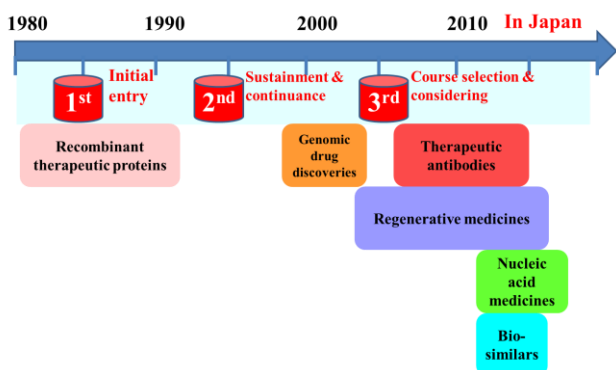 1980 1990 2000 2010 In Japan
1st
Initial
entry
2nd
Sustainment &
continuance
3rd
Course selection &
considering
Recombinant
therapeutic proteins
Genomic
drug
discoveries
Therapeutic
antibodies
Regenerative medicines
Nucleic
acid
medicines
Bio-
similars